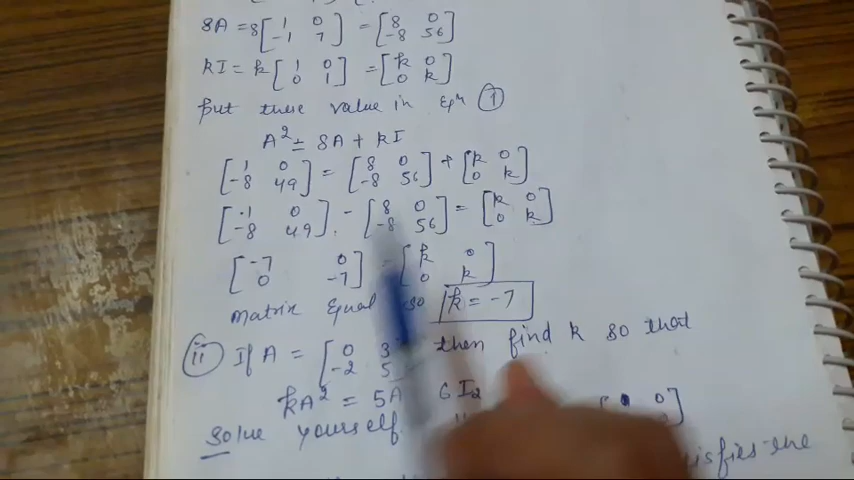 8A = 8 [1 0 -1 7] = [8 0 -8 56]
kI = k [1 0 0 1] = [k 0 0 k]
Put these value in Eqn (1)
A² = 8A + kI
[1 0 -8 49] = [8 0 -8 56] + [k 0 0 k]
[1 0 -8 49] - [8 0 -8 56] = [k 0 0 k]
[-7 0 0 -7] = [k 0 0 k]
Matrix Equal so k = -7
(ii) If A = [0 3 -2 5 then find k so that
kA² = 5A 6I₂
Solve yourself 0
the